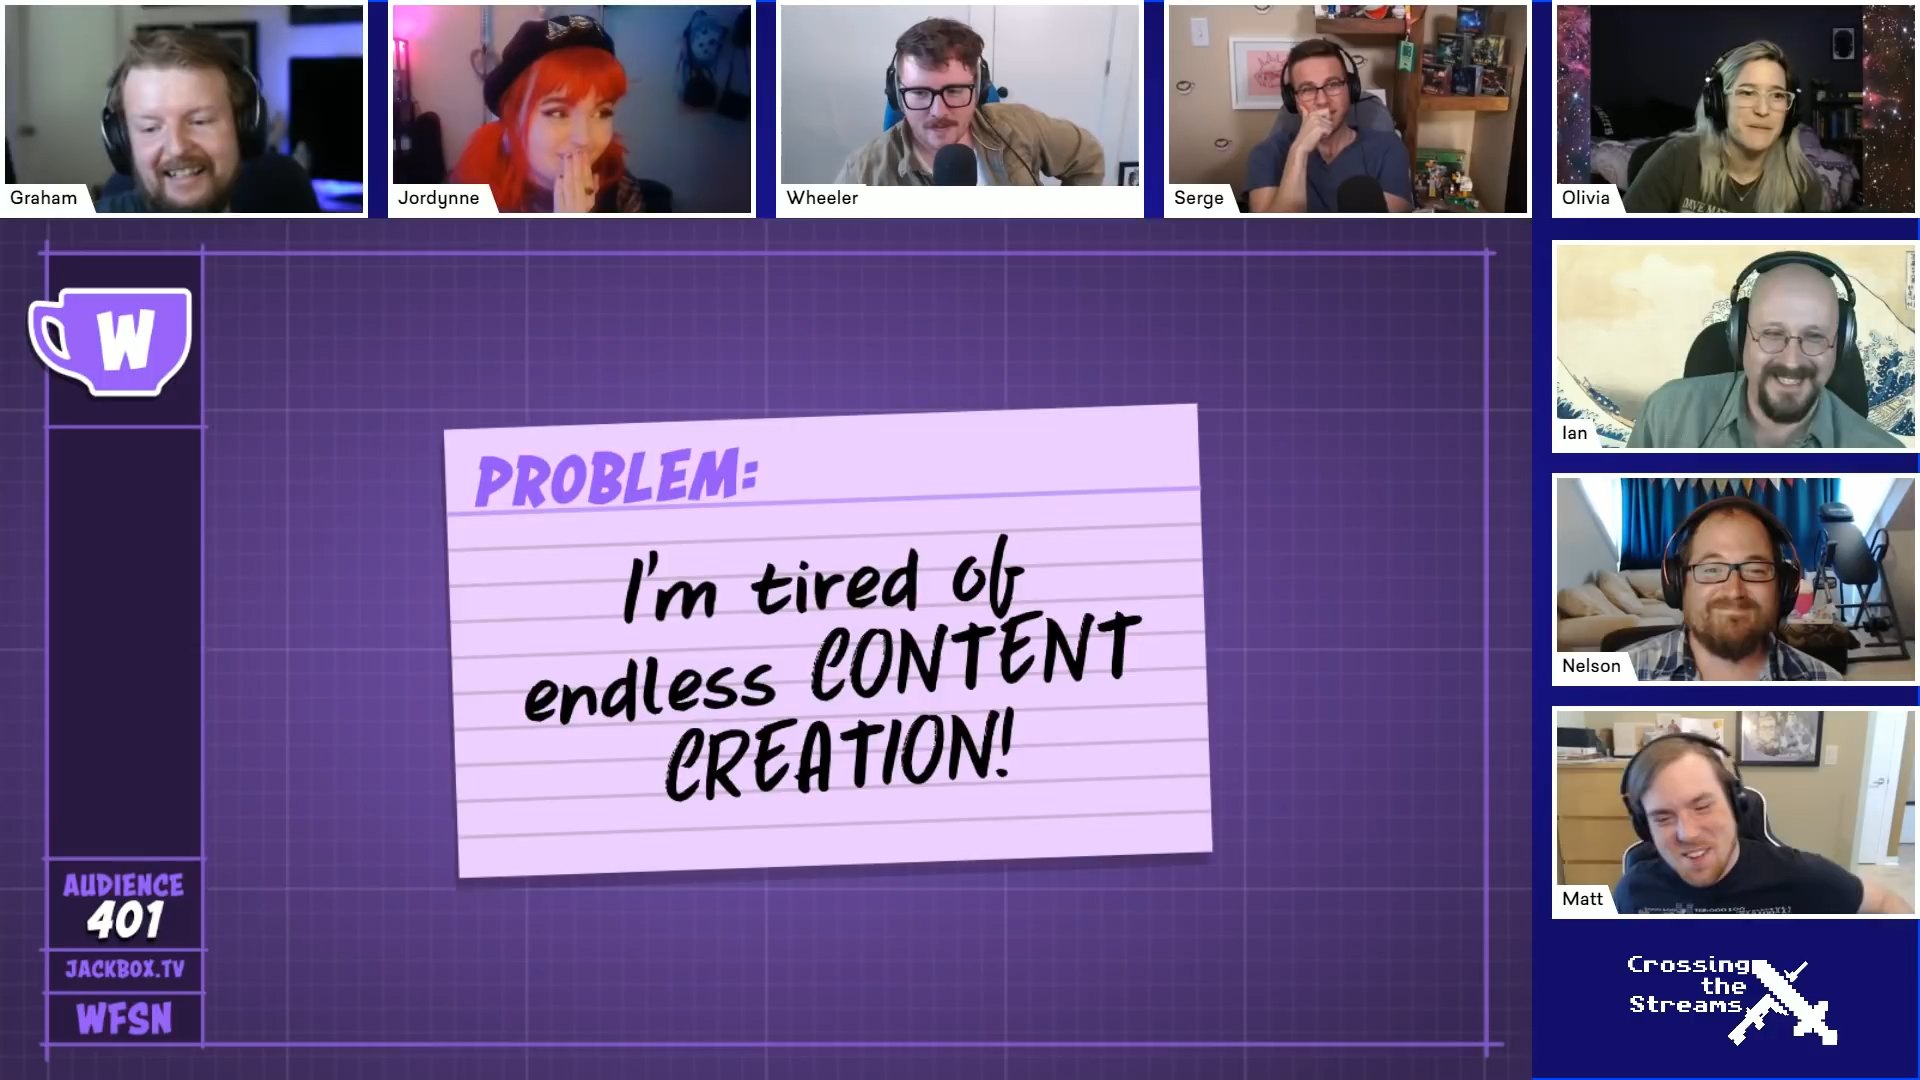 Graham
Jordynne
Wheeler
Serge
Olivia
Ian
Nelson
Matt
W
PROBLEM:
I'm tired of
endless CONTENT
CREATION!
AUDIENCE
401
JACKBOX.TV
WFSN
Crossing
the
Streams